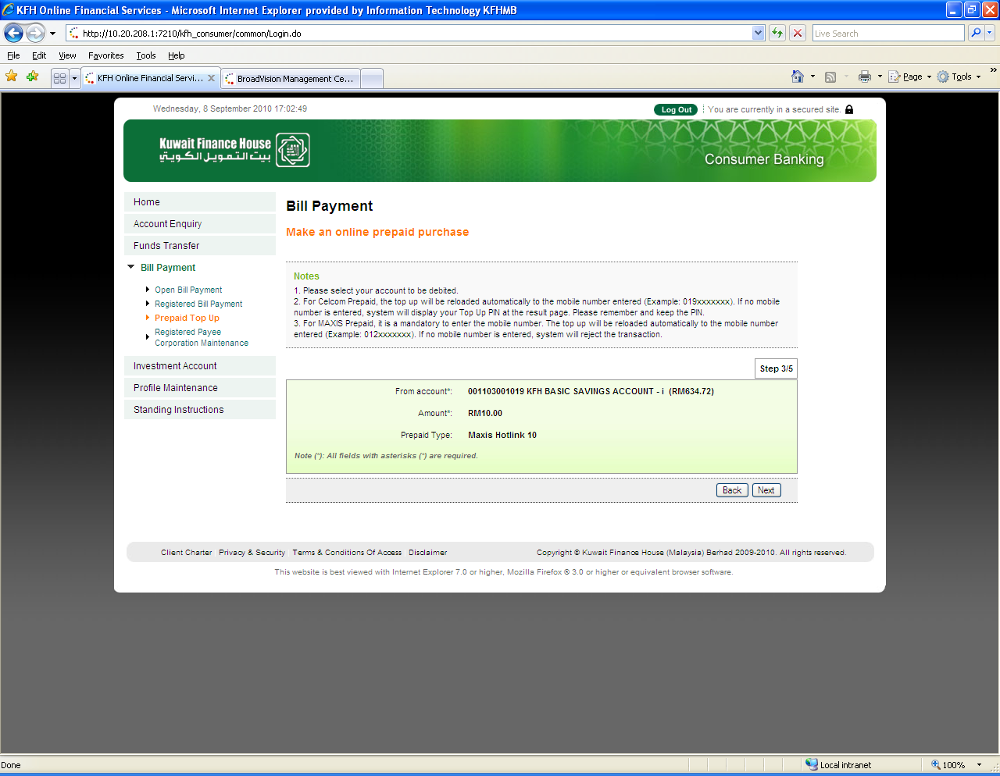 KFH Online Financial Services - Microsoft Internet Explorer provided by Information Technology KFHMB
http://10.20.208.1:7210/kfh_consumer/common/Login.do
Live Search
File Edit View Favorites Tools Help
KFH Online Financial Servi...
BroadVision Management Ce...
Page
Tools
Wednesday, 8 September 2010 17:02:49
Log Out
You are currently in a secured site.
Kuwait Finance House
بيت التمويل الكويتي
Consumer Banking
Home
Account Enquiry
Funds Transfer
Bill Payment
Open Bill Payment
Registered Bill Payment
Prepaid Top Up
Registered Payee
Corporation Maintenance
Investment Account
Profile Maintenance
Standing Instructions
Bill Payment
Make an online prepaid purchase
Notes
1. Please select your account to be debited.
2. For Celcom Prepaid, the top up will be reloaded automatically to the mobile number entered (Example: 019xxxxxxx). If no mobile
number is entered, system will display your Top Up PIN at the result page. Please remember and keep the PIN.
3. For MAXIS Prepaid, it is a mandatory to enter the mobile number. The top up will be reloaded automatically to the mobile number
entered (Example: 012xxxxxxx). If no mobile number is entered, system will reject the transaction.
Step 3/5
From account*: 001103001019 KFH BASIC SAVINGS ACCOUNT - i (RM634.72)
Amount*: RM10.00
Prepaid Type: Maxis Hotlink 10
Note (*): All fields with asterisks (*) are required.
Back Next
Client Charter Privacy & Security Terms & Conditions Of Access Disclaimer
Copyright © Kuwait Finance House (Malaysia) Berhad 2009-2010. All rights reserved.
This website is best viewed with Internet Explorer 7.0 or higher, Mozilla Firefox ® 3.0 or higher or equivalent browser software.
Done
Local intranet
100%